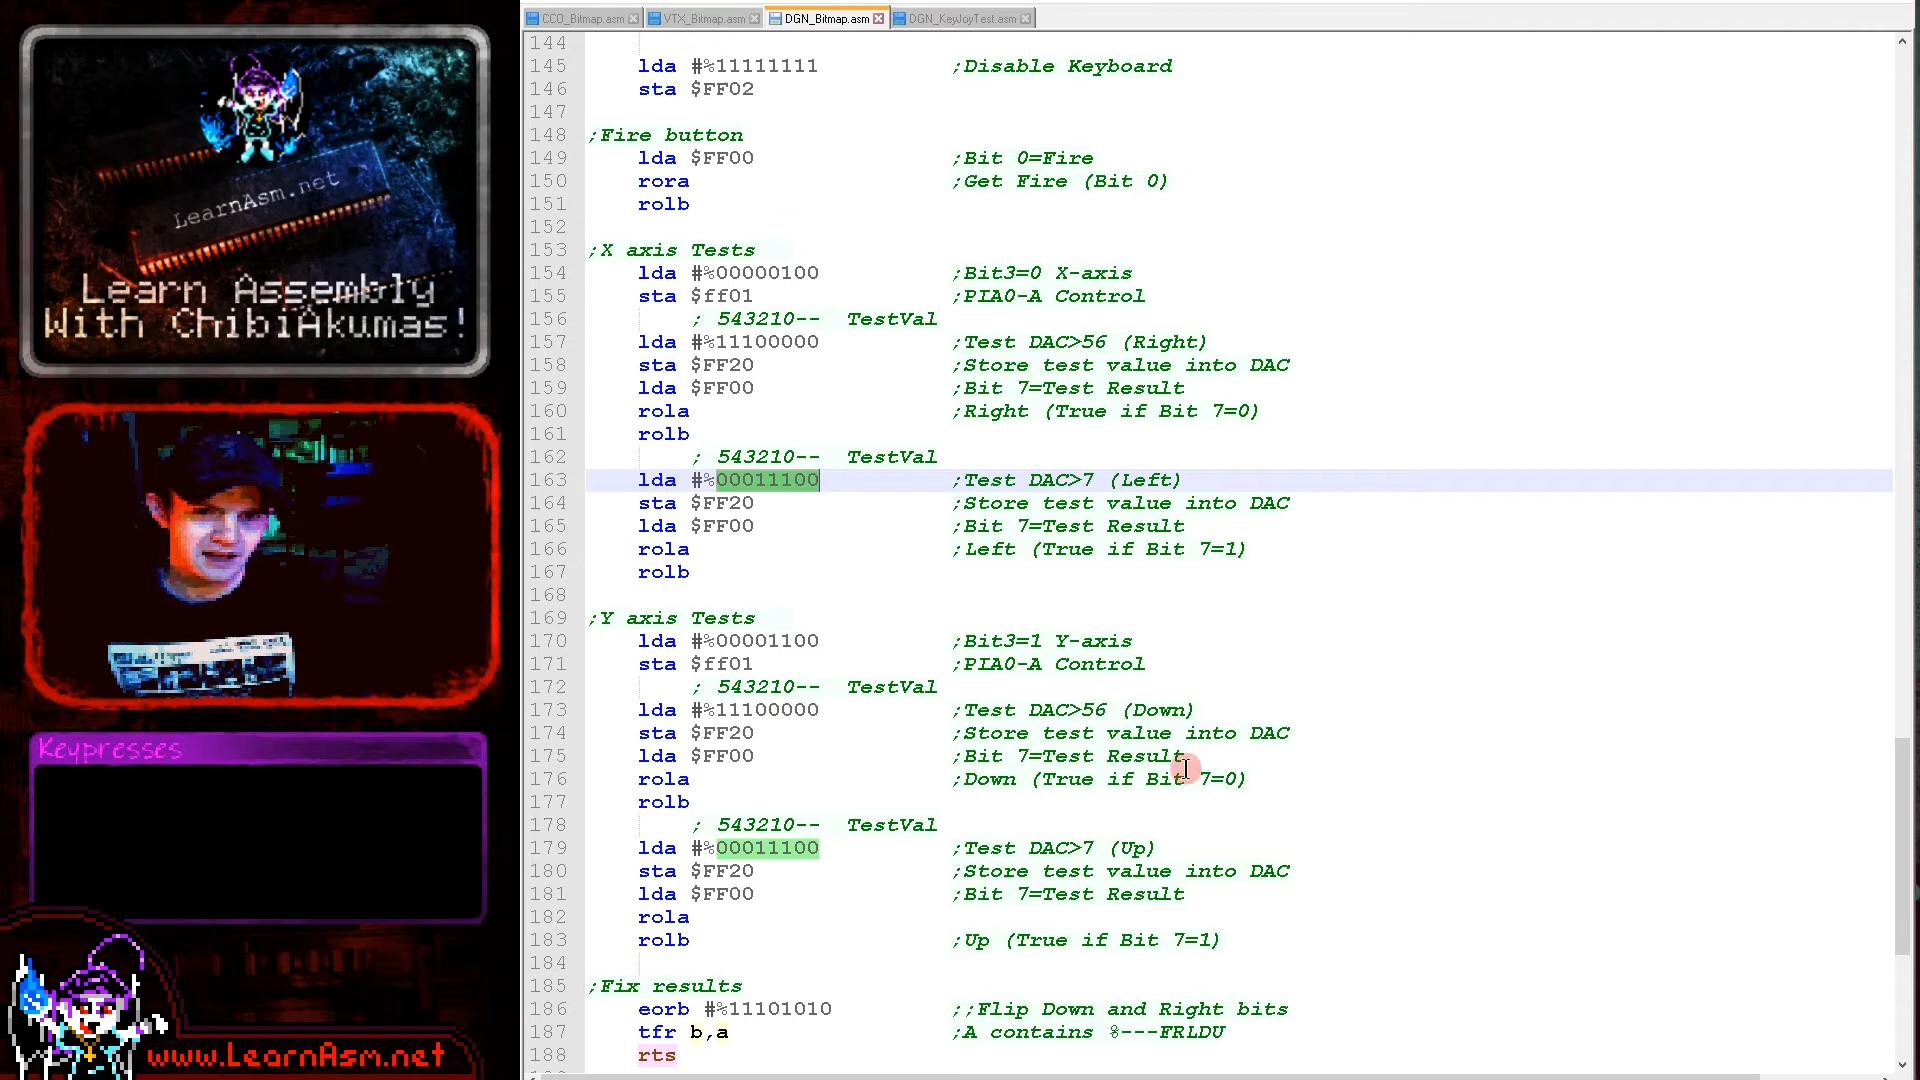 CCO_Bitmap.asm
VTX_Bitmap.asm
DGN_Bitmap.asm
DGN_KeyJoyTest.asm
LearnAsm.net
Learn Assembly
With ChibiAkumas!
Keypresses
www.LearnAsm.net
144
145 lda #%11111111 ;Disable Keyboard
146 sta $FF02
147
148 ;Fire button
149 lda $FF00 ;Bit 0=Fire
150 rora ;Get Fire (Bit 0)
151 rolb
152
153 ;X axis Tests
154 lda #%00000100 ;Bit3=0 X-axis
155 sta $ff01 ;PIA0-A Control
156 ; 543210-- TestVal
157 lda #%11100000 ;Test DAC>56 (Right)
158 sta $FF20 ;Store test value into DAC
159 lda $FF00 ;Bit 7=Test Result
160 rola ;Right (True if Bit 7=0)
161 rolb
162 ; 543210-- TestVal
163 lda #%00011100 ;Test DAC>7 (Left)
164 sta $FF20 ;Store test value into DAC
165 lda $FF00 ;Bit 7=Test Result
166 rola ;Left (True if Bit 7=1)
167 rolb
168
169 ;Y axis Tests
170 lda #%00001100 ;Bit3=1 Y-axis
171 sta $ff01 ;PIA0-A Control
172 ; 543210-- TestVal
173 lda #%11100000 ;Test DAC>56 (Down)
174 sta $FF20 ;Store test value into DAC
175 lda $FF00 ;Bit 7=Test Result
176 rola ;Down (True if Bit 7=0)
177 rolb
178 ; 543210-- TestVal
179 lda #%00011100 ;Test DAC>7 (Up)
180 sta $FF20 ;Store test value into DAC
181 lda $FF00 ;Bit 7=Test Result
182 rola
183 rolb ;Up (True if Bit 7=1)
184
185 ;Fix results
186 eorb #%11101010 ;;Flip Down and Right bits
187 tfr b,a ;A contains %---FRLDU
188 rts